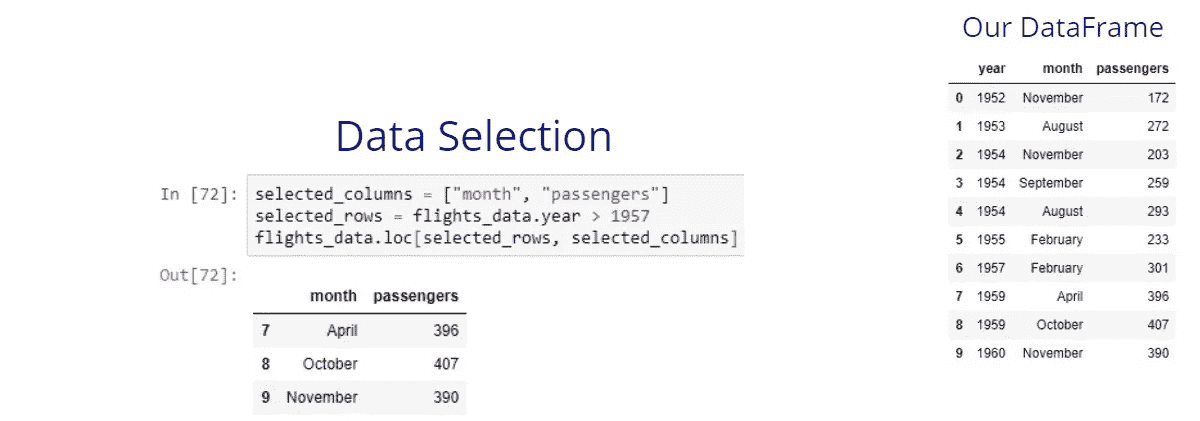 Data Selection
In [72]: selected_columns = ["month", "passengers"]
selected_rows = flights_data.year > 1957
flights_data.loc[selected_rows, selected_columns]
Out[72]:
month passengers
7 April 396
8 October 407
9 November 390
Our DataFrame
year month passengers
0 1952 November 172
1 1953 August 272
2 1954 November 203
3 1954 September 259
4 1954 August 293
5 1955 February 233
6 1957 February 301
7 1959 April 396
8 1959 October 407
9 1960 November 390